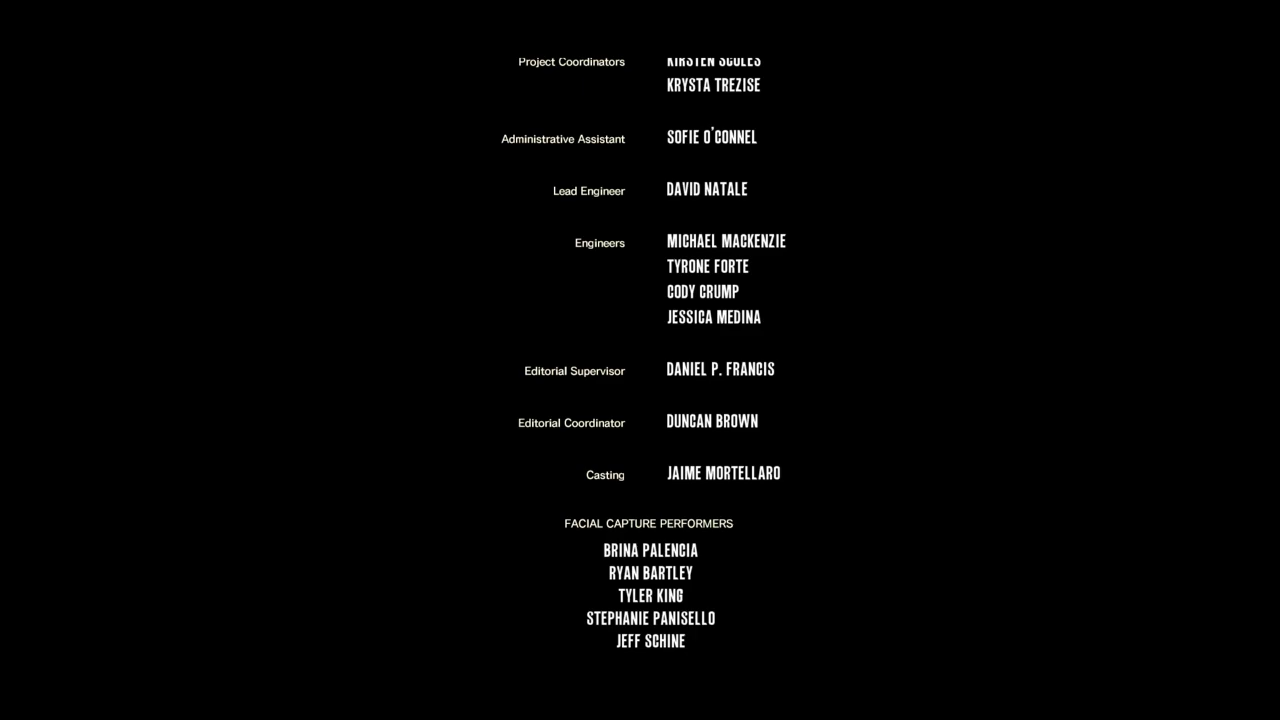 Project Coordinators KIRSTEN SCOLES
KRYSTA TREZISE
Administrative Assistant SOFIE O'CONNEL
Lead Engineer DAVID NATALE
Engineers MICHAEL MACKENZIE
TYRONE FORTE
CODY CRUMP
JESSICA MEDINA
Editorial Supervisor DANIEL P. FRANCIS
Editorial Coordinator DUNCAN BROWN
Casting JAIME MORTELLARO
FACIAL CAPTURE PERFORMERS
BRINA PALENCIA
RYAN BARTLEY
TYLER KING
STEPHANIE PANISELLO
JEFF SCHINE